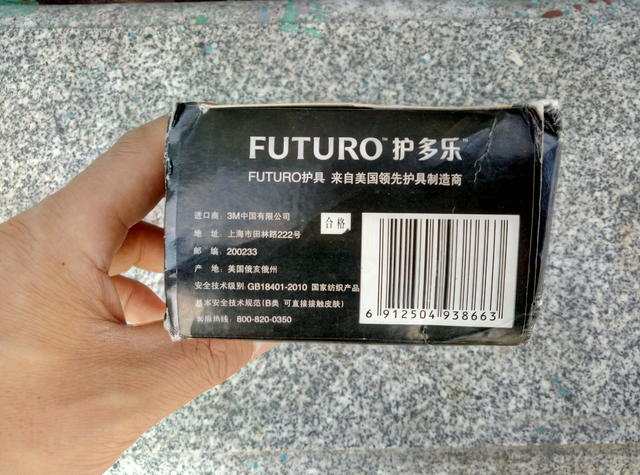 FUTURO™ 护多乐™
FUTURO护具 来自美国领先护具制造商
进口商: 3M中国有限公司
合格
地 址: 上海市田林路222号
邮 编: 200233
产 地: 美国俄亥俄州
安全技术级别: GB18401-2010 国家纺织产品
基本安全技术规范(B类 可直接接触皮肤)
客服热线: 800-820-0350
6 912504 938663